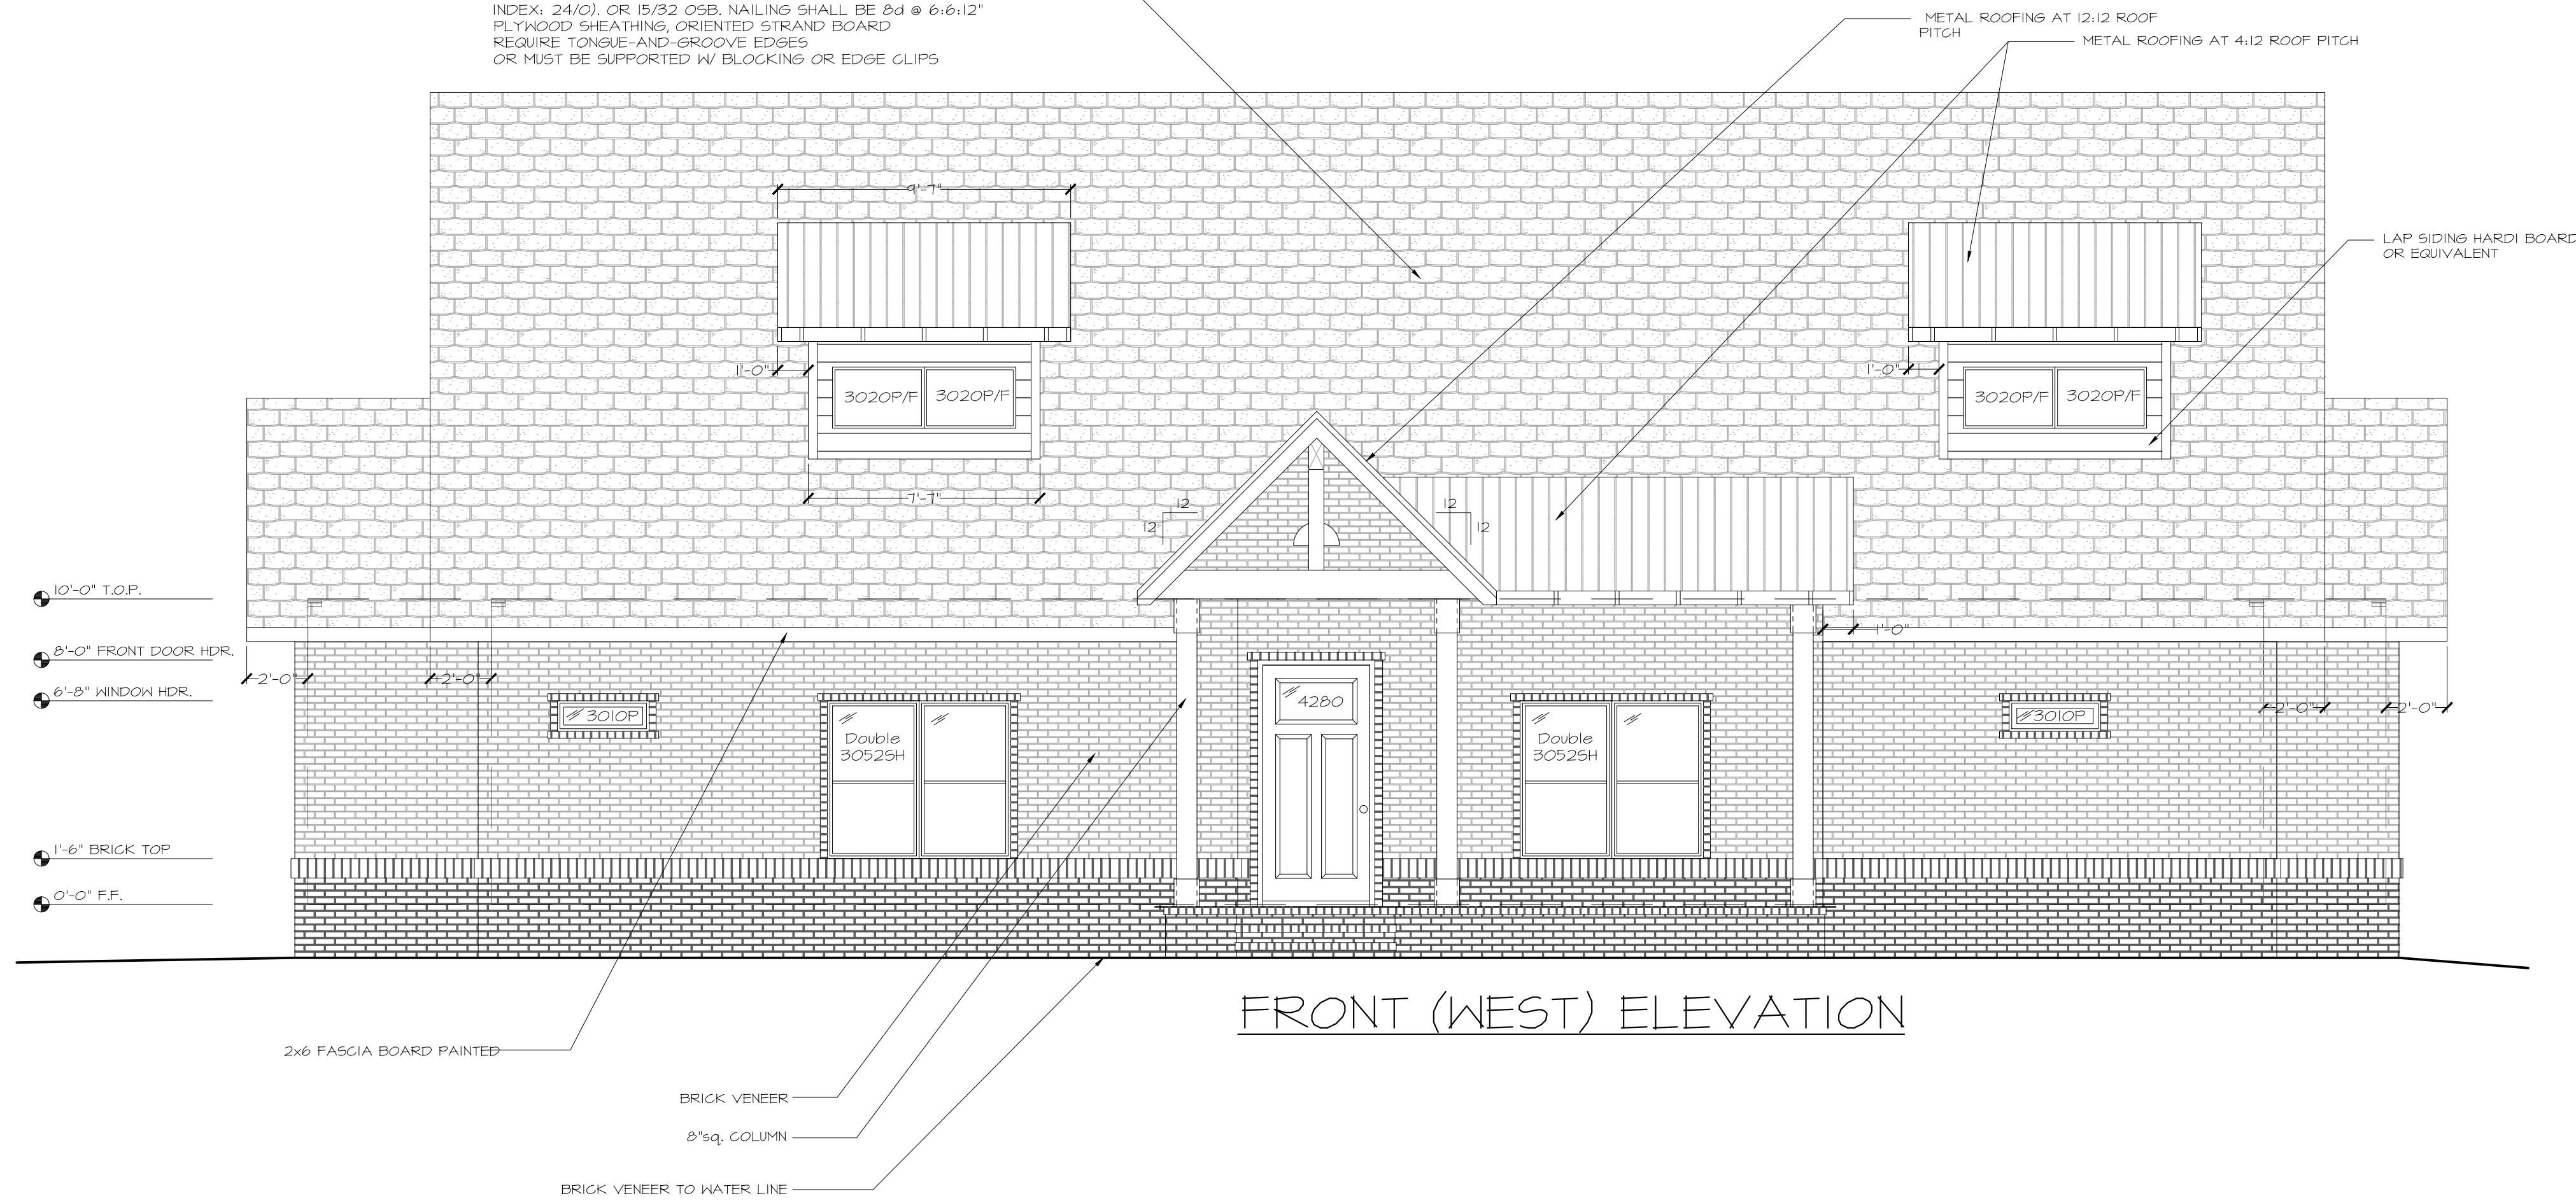 INDEX: 24/0). OR 15/32 OSB. NAILING SHALL BE 8d @ 6:6:12"
PLYWOOD SHEATHING, ORIENTED STRAND BOARD
REQUIRE TONGUE-AND-GROOVE EDGES
OR MUST BE SUPPORTED W/ BLOCKING OR EDGE CLIPS
METAL ROOFING AT 12:12 ROOF
PITCH
METAL ROOFING AT 4:12 ROOF PITCH
9'-7"
LAP SIDING HARDI BOARD
OR EQUIVALENT
1'-0"
1'-0"
3020P/F
3020P/F
3020P/F
3020P/F
7'-7"
12
12
12
12
10'-0" T.O.P.
1'-0"
8'-0" FRONT DOOR HDR.
2'-0"
2'-0"
6'-8" WINDOW HDR.
4280
2'-0"
2'-0"
3010P
3010P
Double
3052SH
Double
3052SH
1'-6" BRICK TOP
0'-0" F.F.
FRONT (WEST) ELEVATION
2x6 FASCIA BOARD PAINTED
BRICK VENEER
8"sq. COLUMN
BRICK VENEER TO WATER LINE